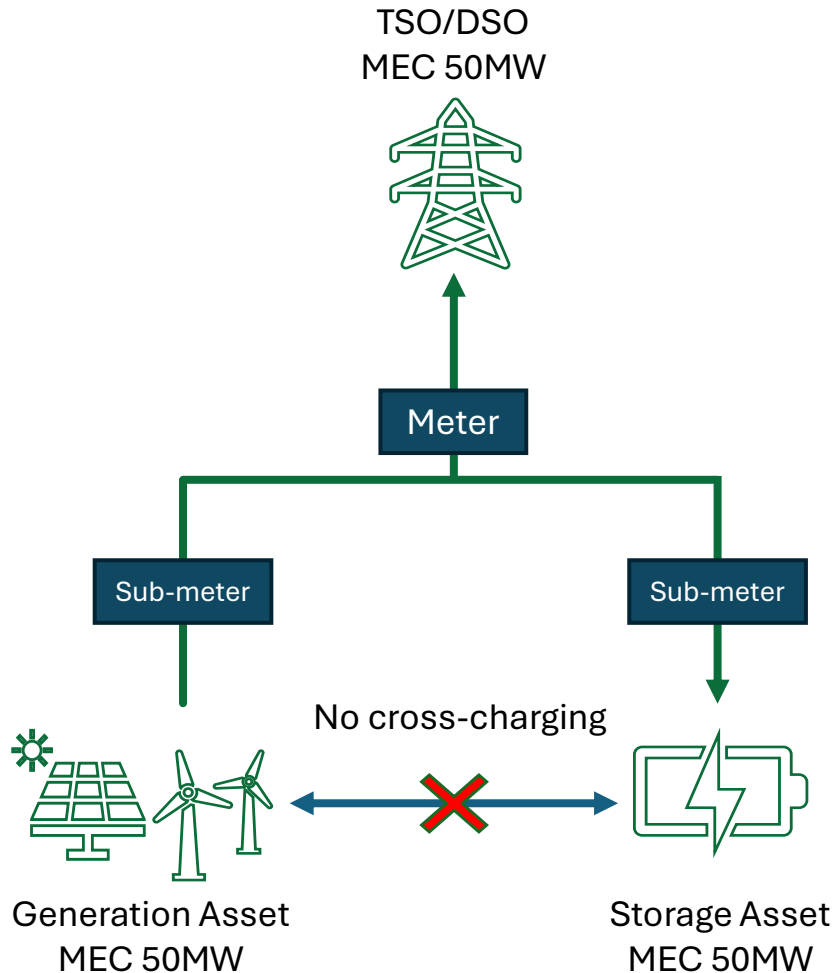 TSO/DSO
MEC 50MW
Meter
Sub-meter
Sub-meter
No cross-charging
Generation Asset
MEC 50MW
Storage Asset
MEC 50MW